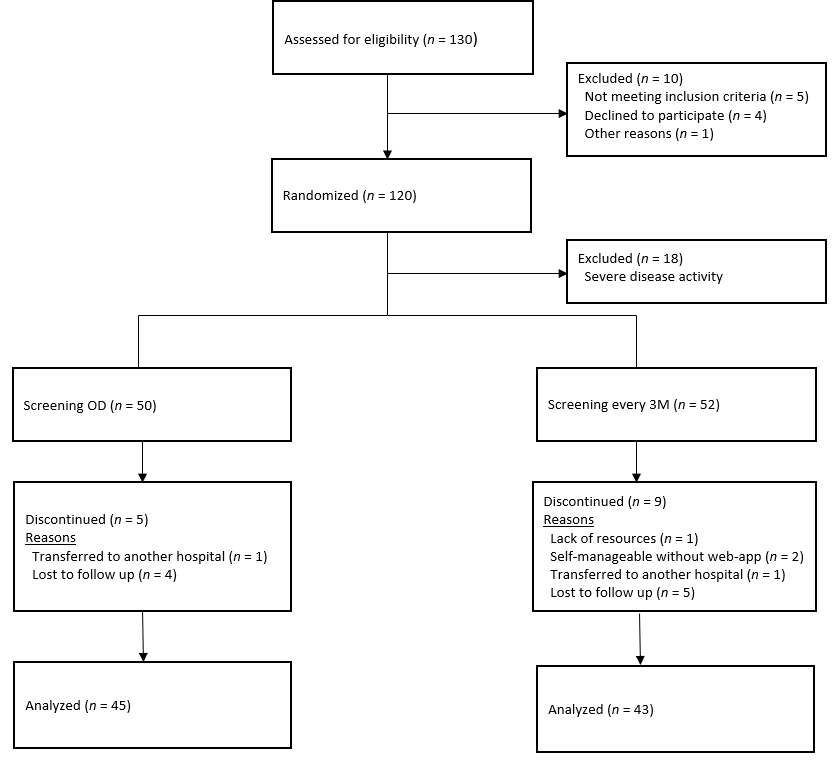 Assessed for eligibility (n = 130)
Excluded (n = 10)
Not meeting inclusion criteria (n = 5)
Declined to participate (n = 4)
Other reasons (n = 1)
Randomized (n = 120)
Excluded (n = 18)
Severe disease activity
Screening OD (n = 50)
Screening every 3M (n = 52)
Discontinued (n = 5)
Reasons
Transferred to another hospital (n = 1)
Lost to follow up (n = 4)
Discontinued (n = 9)
Reasons
Lack of resources (n = 1)
Self-manageable without web-app (n = 2)
Transferred to another hospital (n = 1)
Lost to follow up (n = 5)
Analyzed (n = 45)
Analyzed (n = 43)